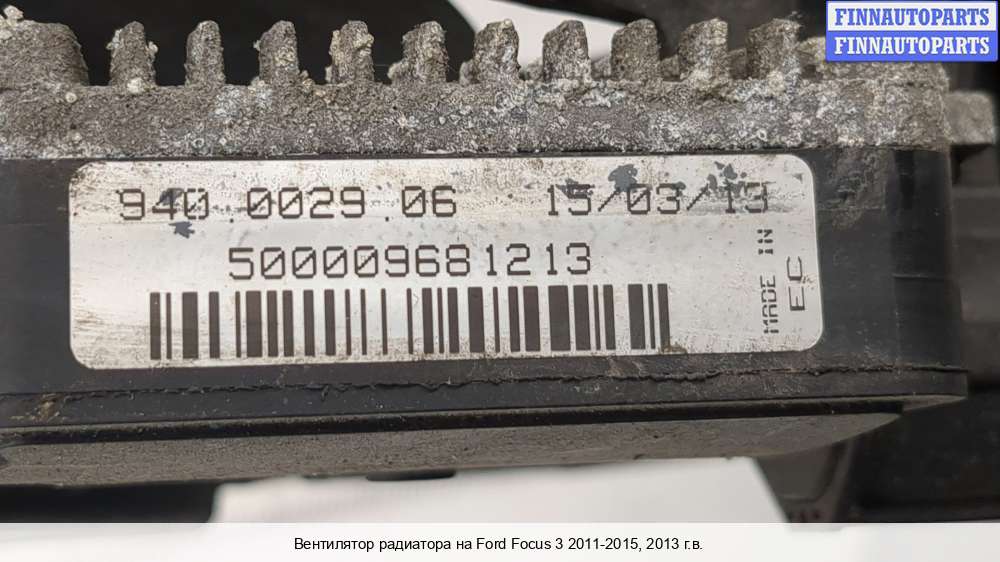 FINNAUTOPARTS
FINNAUTOPARTS
940.0029.06 15/03/13
500009681213
MADE IN
E.C
Вентилятор радиатора на Ford Focus 3 2011-2015, 2013 г.в.